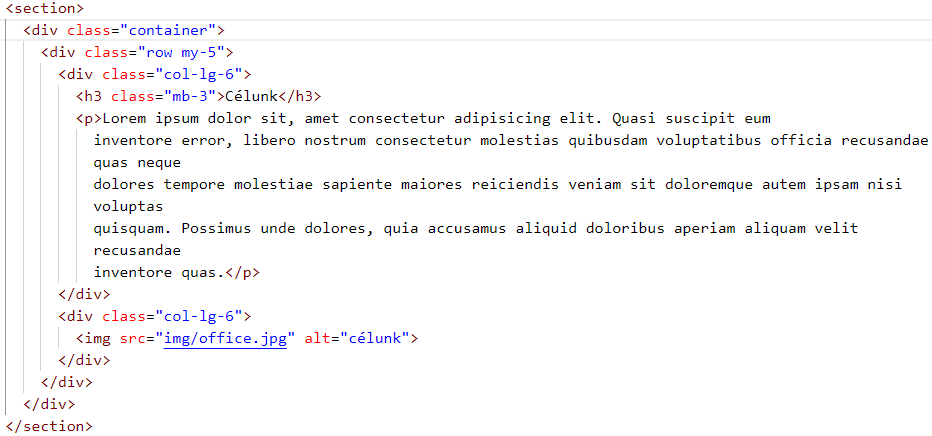 <section>
<div class="container">
<div class="row my-5">
<div class="col-lg-6">
<h3 class="mb-3">Célunk</h3>
<p>Lorem ipsum dolor sit, amet consectetur adipisicing elit. Quasi suscipit eum
inventore error, libero nostrum consectetur molestias quibusdam voluptatibus officia recusandae
quas neque
dolores tempore molestiae sapiente maiores reiciendis veniam sit doloremque autem ipsam nisi
voluptas
quisquam. Possimus unde dolores, quia accusamus aliquid doloribus aperiam aliquam velit
recusandae
inventore quas.</p>
</div>
<div class="col-lg-6">
<img src="img/office.jpg" alt="célunk">
</div>
</div>
</div>
</section>